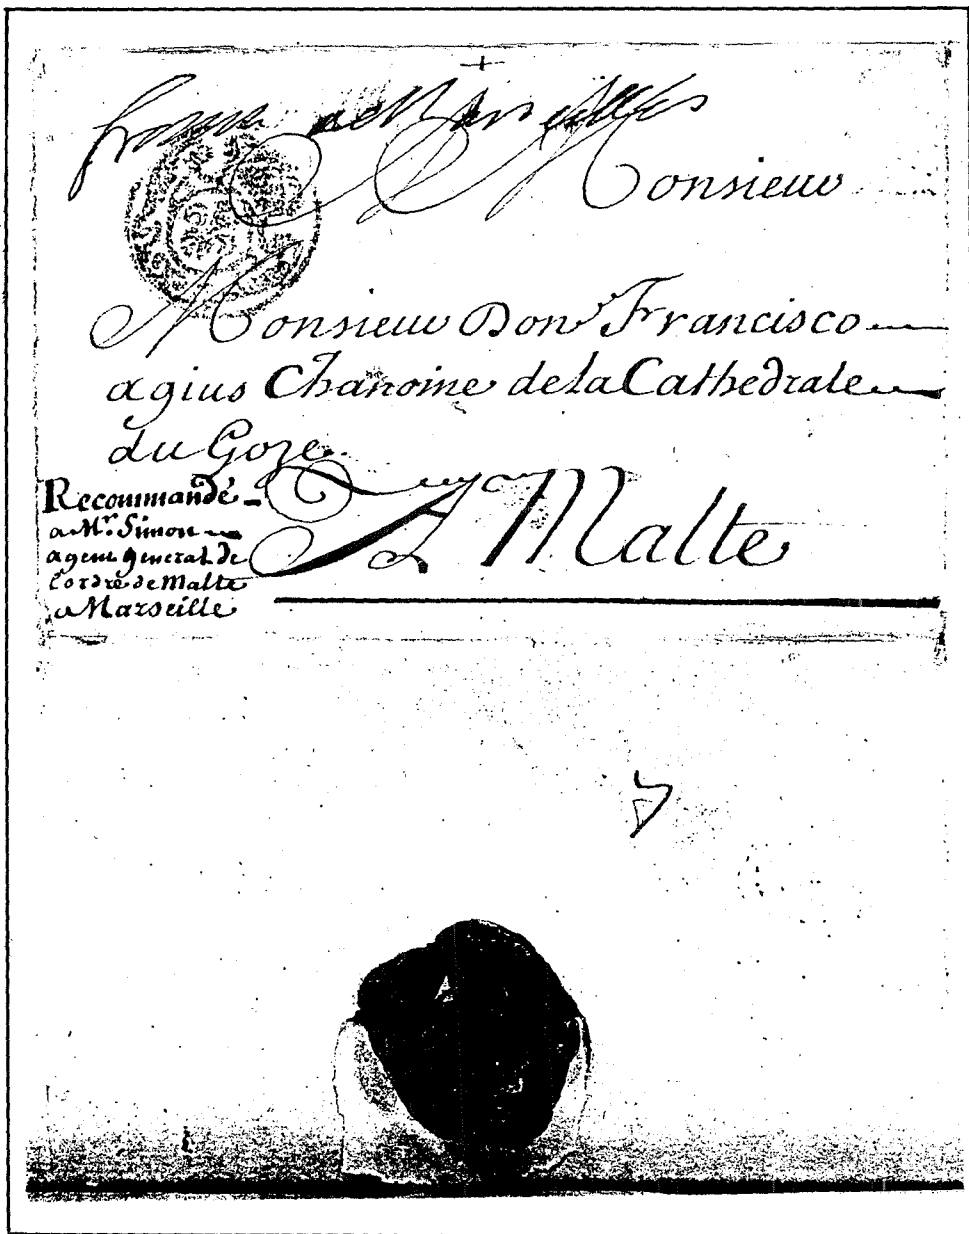 Monsieur
Monsieur Don Francisco
agius Chanoine de la Cathedrale
du Goze
A Malte
Recommandé
a Mr. Simon
agent general de
l'ordre de Malte
a Marseille